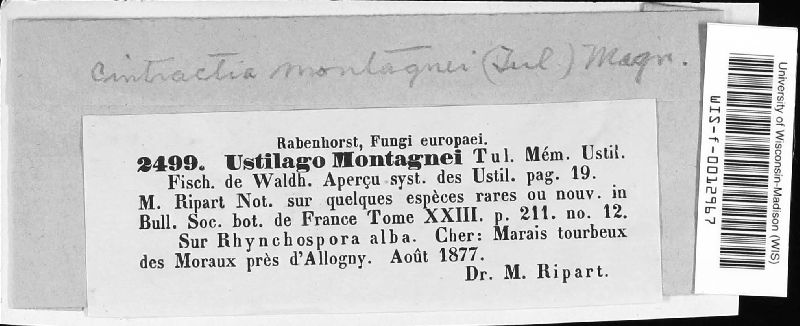 Cintractia montagnei (Tul.) Magn.
Rabenhorst, Fungi europaei.
2499. Ustilago Montagnei Tul. Mém. Ustil.
Fisch. de Waldh. Aperçu syst. des Ustil. pag. 19.
M. Ripart Not. sur quelques espèces rares ou nouv. in
Bull. Soc. bot. de France Tome XXIII. p. 211. no. 12.
Sur Rhynchospora alba. Cher: Marais tourbeux
des Moraux près d'Allogny. Août 1877.
Dr. M. Ripart.
University of Wisconsin-Madison (WIS)
WIS-f-0012967